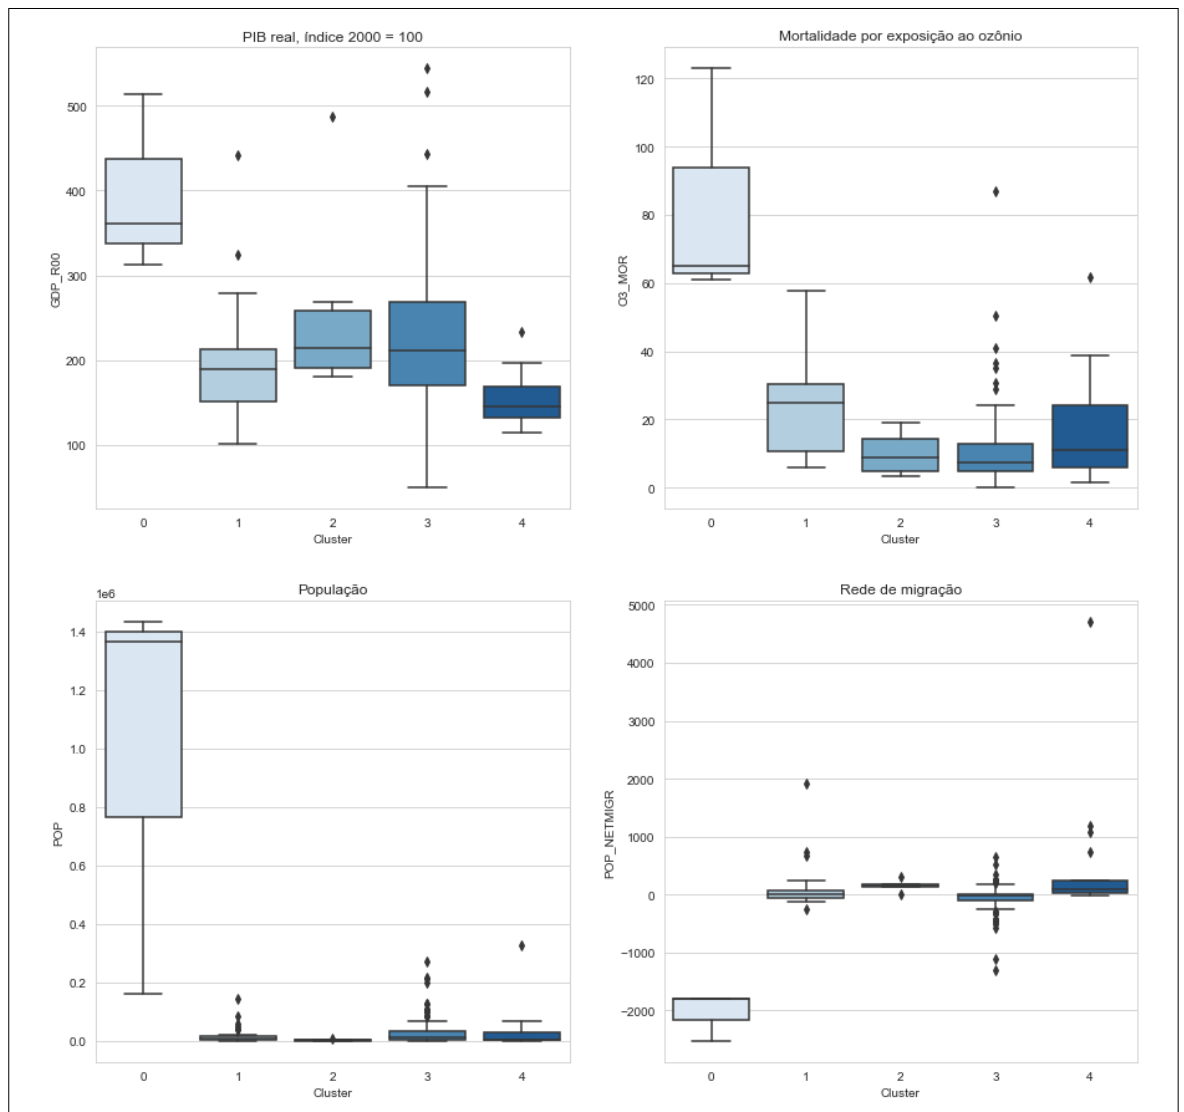 PIB real, índice 2000 = 100
500
400
300
200
100
GDP_R00
0 1 2 3 4
Cluster
Mortalidade por exposição ao ozônio
120
100
80
60
40
20
0
O3_MOR
0 1 2 3 4
Cluster
População
1e6
1.4
1.2
1.0
0.8
0.6
0.4
0.2
0.0
POP
0 1 2 3 4
Cluster
Rede de migração
5000
4000
3000
2000
1000
0
−1000
−2000
POP_NETMIGR
0 1 2 3 4
Cluster